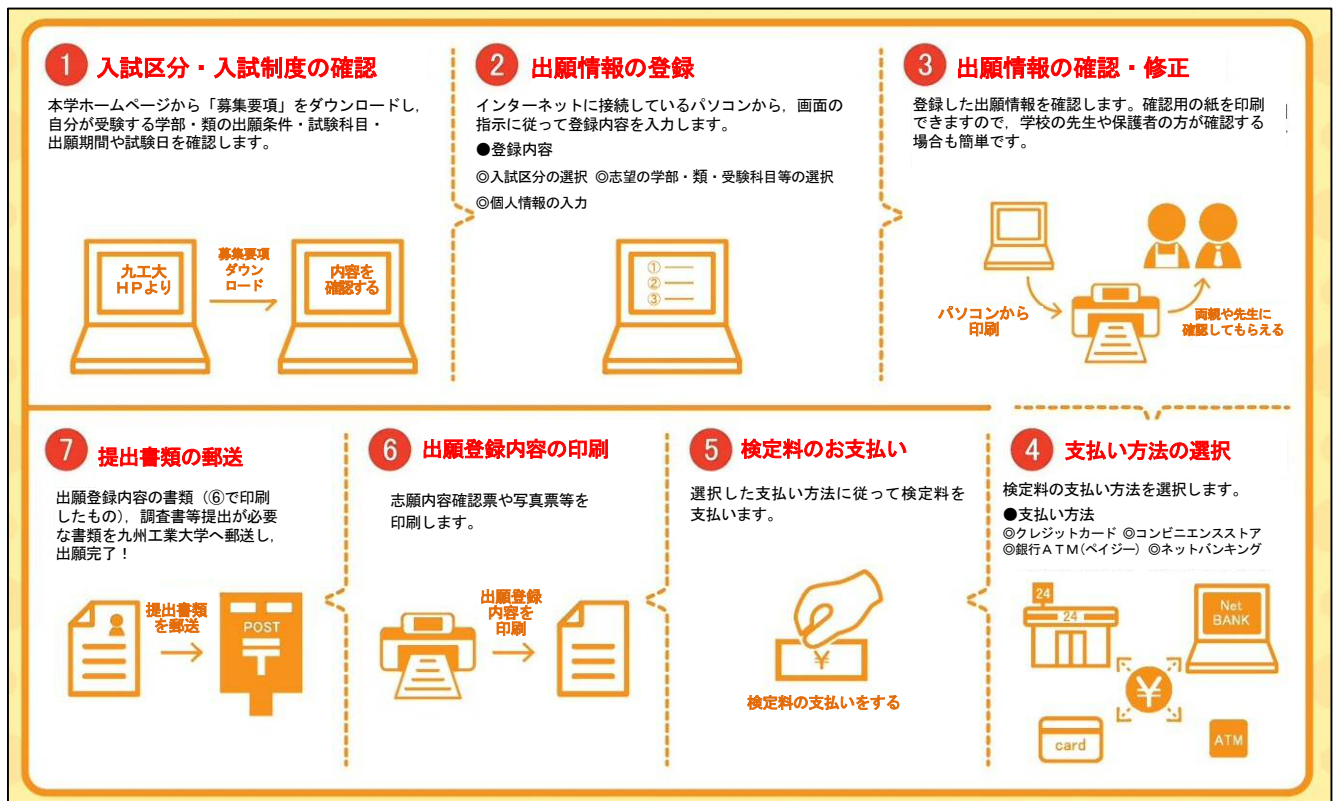 1 入試区分・入試制度の確認
本学ホームページから「募集要項」をダウンロードし,
自分が受験する学部・類の出願条件・試験科目・
出願期間や試験日を確認します。
九工大
HPより
募集要項
ダウン
ロード
内容を
確認する
2 出願情報の登録
インターネットに接続しているパソコンから,画面の
指示に従って登録内容を入力します。
●登録内容
◎入試区分の選択 ◎志望の学部・類・受験科目等の選択
◎個人情報の入力
①
②
③
3 出願情報の確認・修正
登録した出願情報を確認します。確認用の紙を印刷
できますので,学校の先生や保護者の方が確認する
場合も簡単です。
パソコンから
印刷
両親や先生に
確認してもらえる
4 支払い方法の選択
検定料の支払い方法を選択します。
●支払い方法
◎クレジットカード ◎コンビニエンスストア
◎銀行ATM(ペイジー) ◎ネットバンキング
24
24
Net
BANK
¥
card
ATM
5 検定料のお支払い
選択した支払い方法に従って検定料を
支払います。
¥
検定料の支払いをする
6 出願登録内容の印刷
志願内容確認票や写真票等を
印刷します。
出願登録
内容を
印刷
7 提出書類の郵送
出願登録内容の書類(⑥で印刷
したもの),調査書等提出が必要
な書類を九州工業大学へ郵送し,
出願完了!
提出書類
を郵送
POST
〒